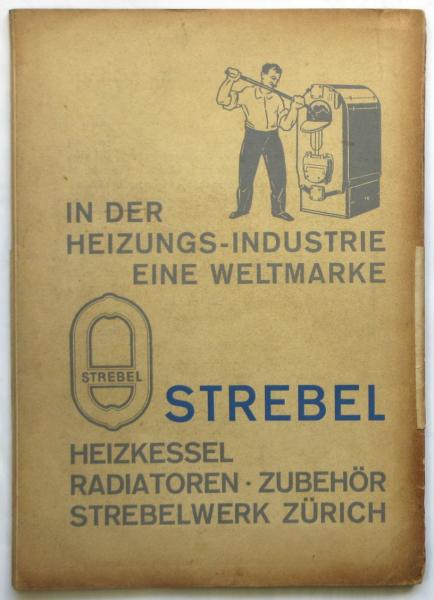 IN DER
HEIZUNGS-INDUSTRIE
EINE WELTMARKE
STREBEL
STREBEL
HEIZKESSEL
RADIATOREN · ZUBEHÖR
STREBELWERK ZÜRICH